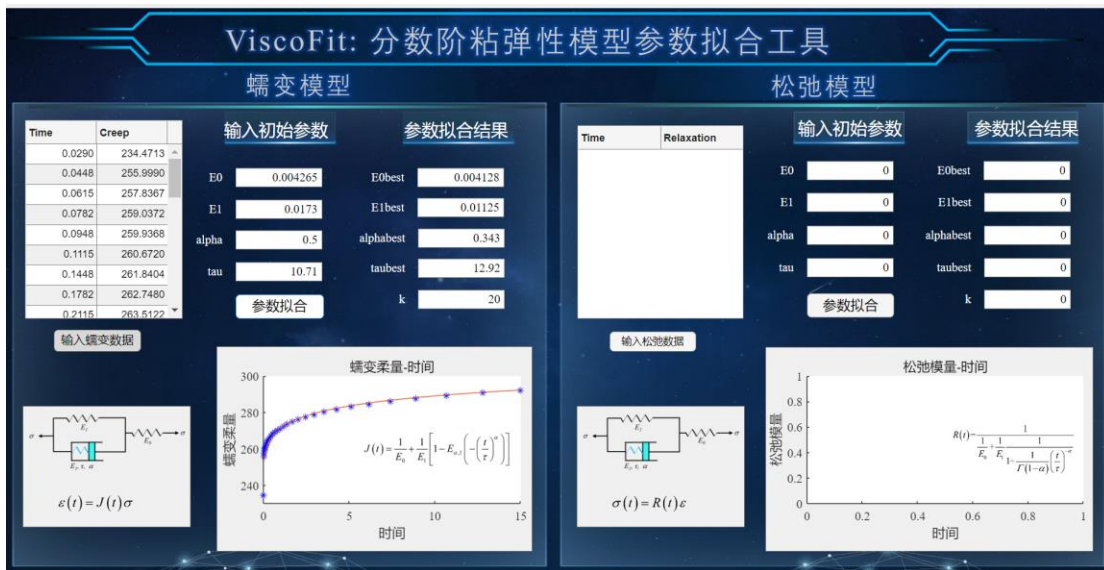 ViscoFit: 分数阶粘弹性模型参数拟合工具
蠕变模型
Time Creep
0.0290 234.4713
0.0448 255.9990
0.0615 257.8367
0.0782 259.0372
0.0948 259.9368
0.1115 260.6720
0.1448 261.8404
0.1782 262.7480
0.2115 263.5122
输入蠕变数据
输入初始参数
E0 0.004265
E1 0.0173
alpha 0.5
tau 10.71
参数拟合
参数拟合结果
E0best 0.004128
E1best 0.01125
alphabest 0.343
taubest 12.92
k 20
σ E₁ E₀ σ
ε(t)=J(t)σ
蠕变柔量-时间
蠕变柔量
300
280
260
240
0 5 10 15
时间
松弛模型
Time Relaxation
输入松弛数据
输入初始参数
E0 0
E1 0
alpha 0
tau 0
参数拟合
参数拟合结果
E0best 0
E1best 0
alphabest 0
taubest 0
k 0
σ E₁ E₀ σ
σ(t)=R(t)ε
松弛模量-时间
松弛模量
1
0.8
0.6
0.4
0.2
0
0 0.2 0.4 0.6 0.8 1
时间